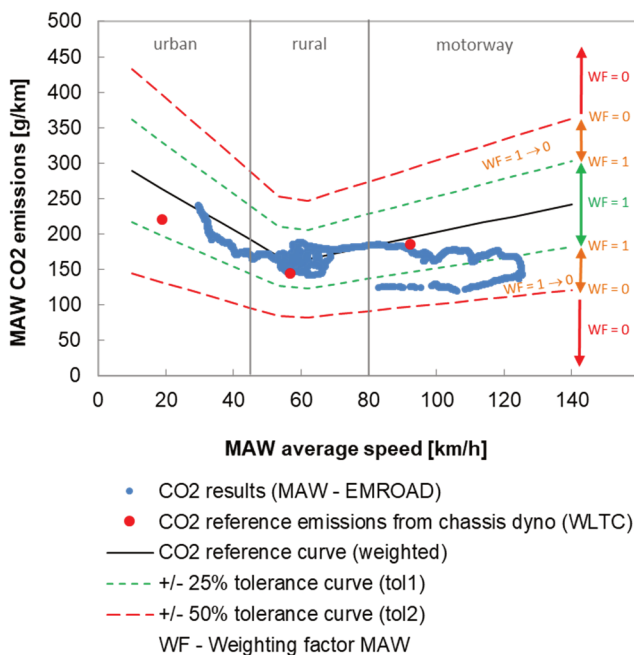 MAW CO2 emissions [g/km]
500
450
400
350
300
250
200
150
100
50
0
urban
rural
motorway
WF = 0
WF = 0
WF = 1 → 0
WF = 1
WF = 1
WF = 1
WF = 1 → 0
WF = 0
WF = 0
0 20 40 60 80 100 120 140
MAW average speed [km/h]
CO2 results (MAW - EMROAD)
CO2 reference emissions from chassis dyno (WLTC)
CO2 reference curve (weighted)
+/- 25% tolerance curve (tol1)
+/- 50% tolerance curve (tol2)
WF - Weighting factor MAW